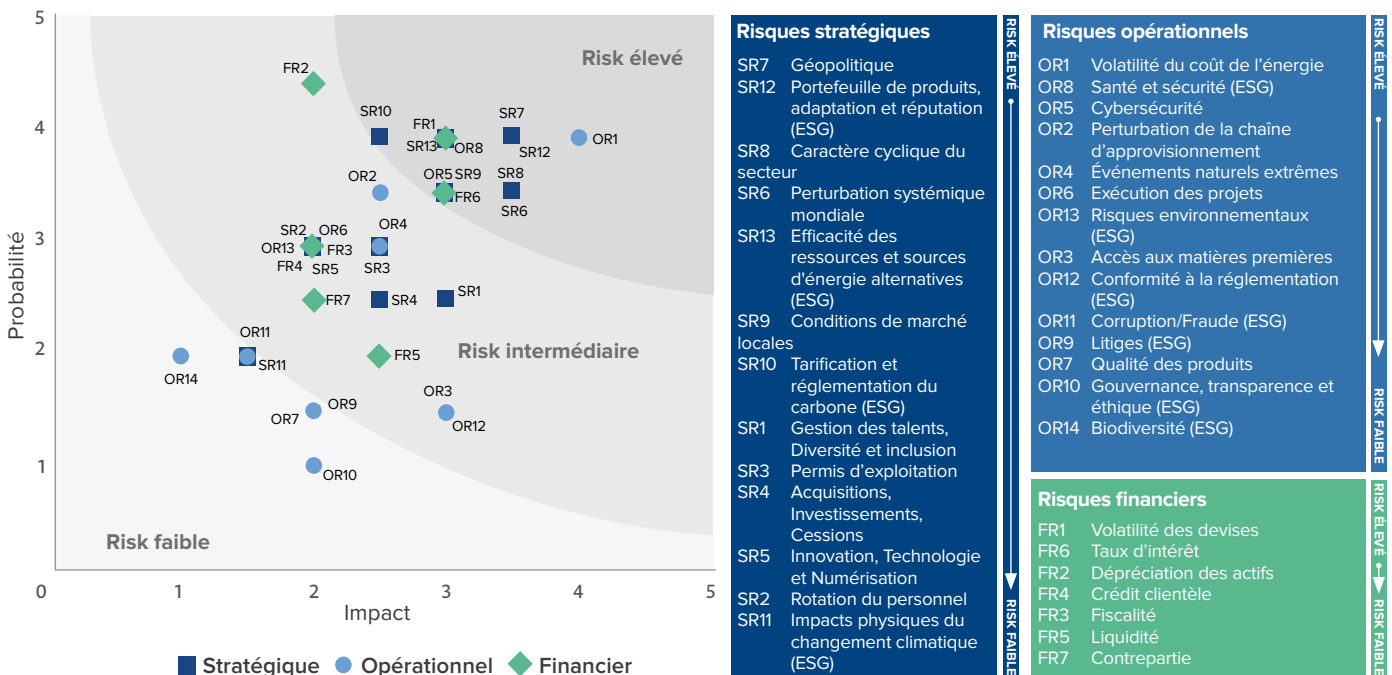 5
4
3
2
1
0
1
2
3
4
5
Probabilité
Impact
Risk élevé
Risk intermédiaire
Risk faible
FR2
SR10
FR1
SR13
OR8
SR7
SR12
OR1
OR2
OR5 SR9
FR6
SR8
SR6
SR2 OR6
OR13 FR3
FR4 SR5
OR4
SR3
FR7
SR4
SR1
OR11
SR11
OR14
FR5
OR9
OR7
OR3
OR12
OR10
Stratégique
Opérationnel
Financier
Risques stratégiques
SR7 Géopolitique
SR12 Portefeuille de produits,
adaptation et réputation
(ESG)
SR8 Caractère cyclique du
secteur
SR6 Perturbation systémique
mondiale
SR13 Efficacité des
ressources et sources
d'énergie alternatives
(ESG)
SR9 Conditions de marché
locales
SR10 Tarification et
réglementation du
carbone (ESG)
SR1 Gestion des talents,
Diversité et inclusion
SR3 Permis d’exploitation
SR4 Acquisitions,
Investissements,
Cessions
SR5 Innovation, Technologie
et Numérisation
SR2 Rotation du personnel
SR11 Impacts physiques du
changement climatique
(ESG)
RISK ÉLEVÉ
RISK FAIBLE
Risques opérationnels
OR1 Volatilité du coût de l’énergie
OR8 Santé et sécurité (ESG)
OR5 Cybersécurité
OR2 Perturbation de la chaîne
d’approvisionnement
OR4 Événements naturels extrêmes
OR6 Exécution des projets
OR13 Risques environnementaux
(ESG)
OR3 Accès aux matières premières
OR12 Conformité à la réglementation
(ESG)
OR11 Corruption/Fraude (ESG)
OR9 Litiges (ESG)
OR7 Qualité des produits
OR10 Gouvernance, transparence et
éthique (ESG)
OR14 Biodiversité (ESG)
RISK ÉLEVÉ
RISK FAIBLE
Risques financiers
FR1 Volatilité des devises
FR6 Taux d’intérêt
FR2 Dépréciation des actifs
FR4 Crédit clientèle
FR3 Fiscalité
FR5 Liquidité
FR7 Contrepartie
RISK ÉLEVÉ
RISK FAIBLE